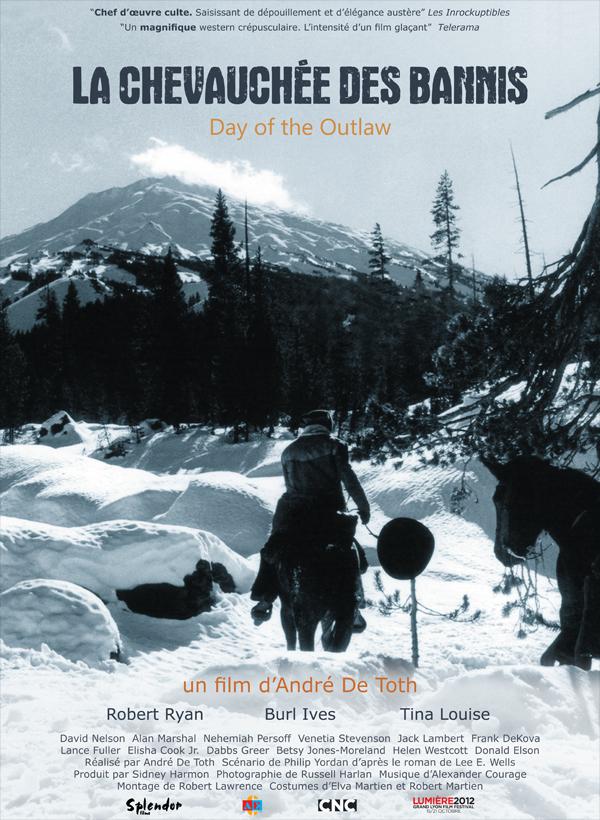 “Chef d’œuvre culte. Saisissant de dépouillement et d’élégance austère” Les Inrockuptibles
“Un magnifique western crépusculaire. L’intensité d’un film glaçant” Telerama
LA CHEVAUCHÉE DES BANNIS
Day of the Outlaw
un film d’André De Toth
Robert Ryan Burl Ives Tina Louise
David Nelson Alan Marshal Nehemiah Persoff Venetia Stevenson Jack Lambert Frank DeKova
Lance Fuller Elisha Cook Jr. Dabbs Greer Betsy Jones-Moreland Helen Westcott Donald Elson
Réalisé par André De Toth Scénario de Philip Yordan d’après le roman de Lee E. Wells
Produit par Sidney Harmon Photographie de Russell Harlan Musique d’Alexander Courage
Montage de Robert Lawrence Costumes d’Elva Martien et Robert Martien
Splendor films CNC LUMIÈRE2012
GRAND LYON FILM FESTIVAL